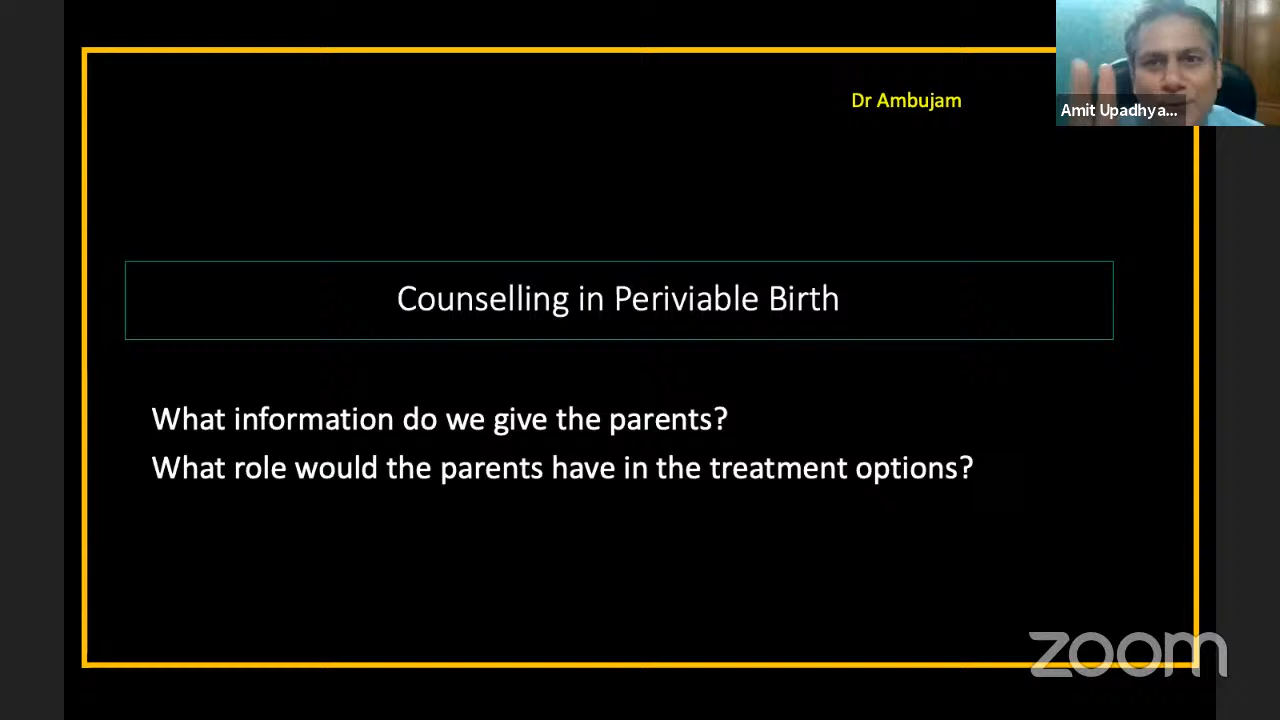 Dr Ambujam
Amit Upadhya...
Counselling in Periviable Birth
What information do we give the parents?
What role would the parents have in the treatment options?
zoom